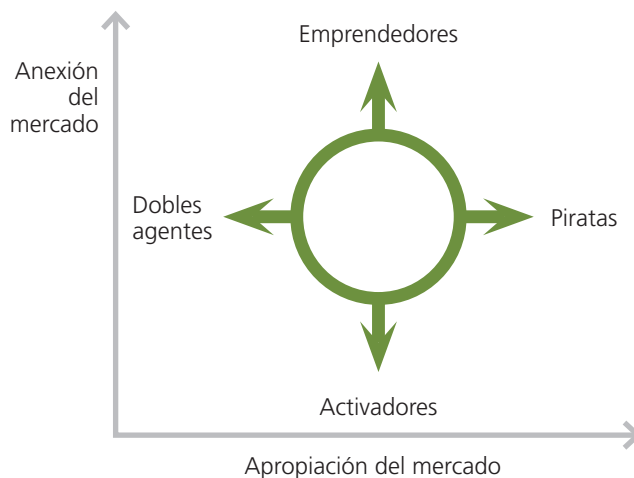 Emprendedores
Anexión
del
mercado
Dobles
agentes
Piratas
Activadores
Apropiación del mercado